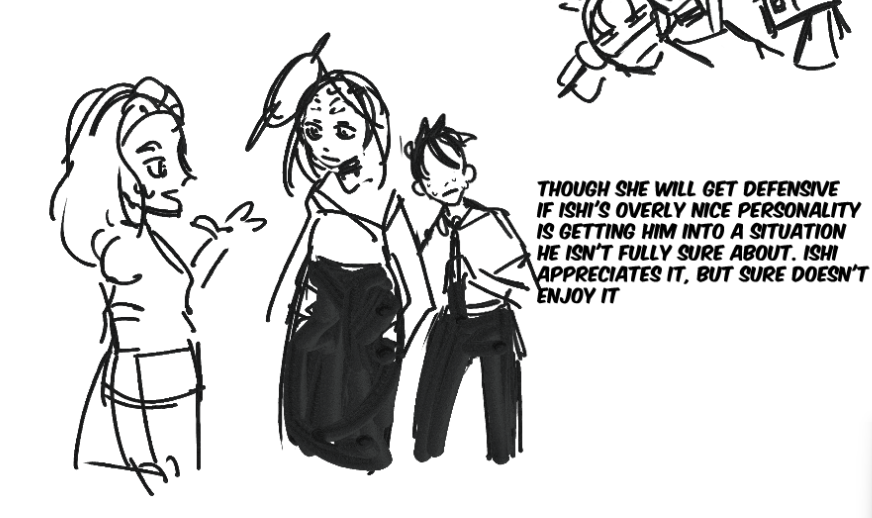 THOUGH SHE WILL GET DEFENSIVE
IF ISHI'S OVERLY NICE PERSONALITY
IS GETTING HIM INTO A SITUATION
HE ISN'T FULLY SURE ABOUT. ISHI
APPRECIATES IT, BUT SURE DOESN'T
ENJOY IT